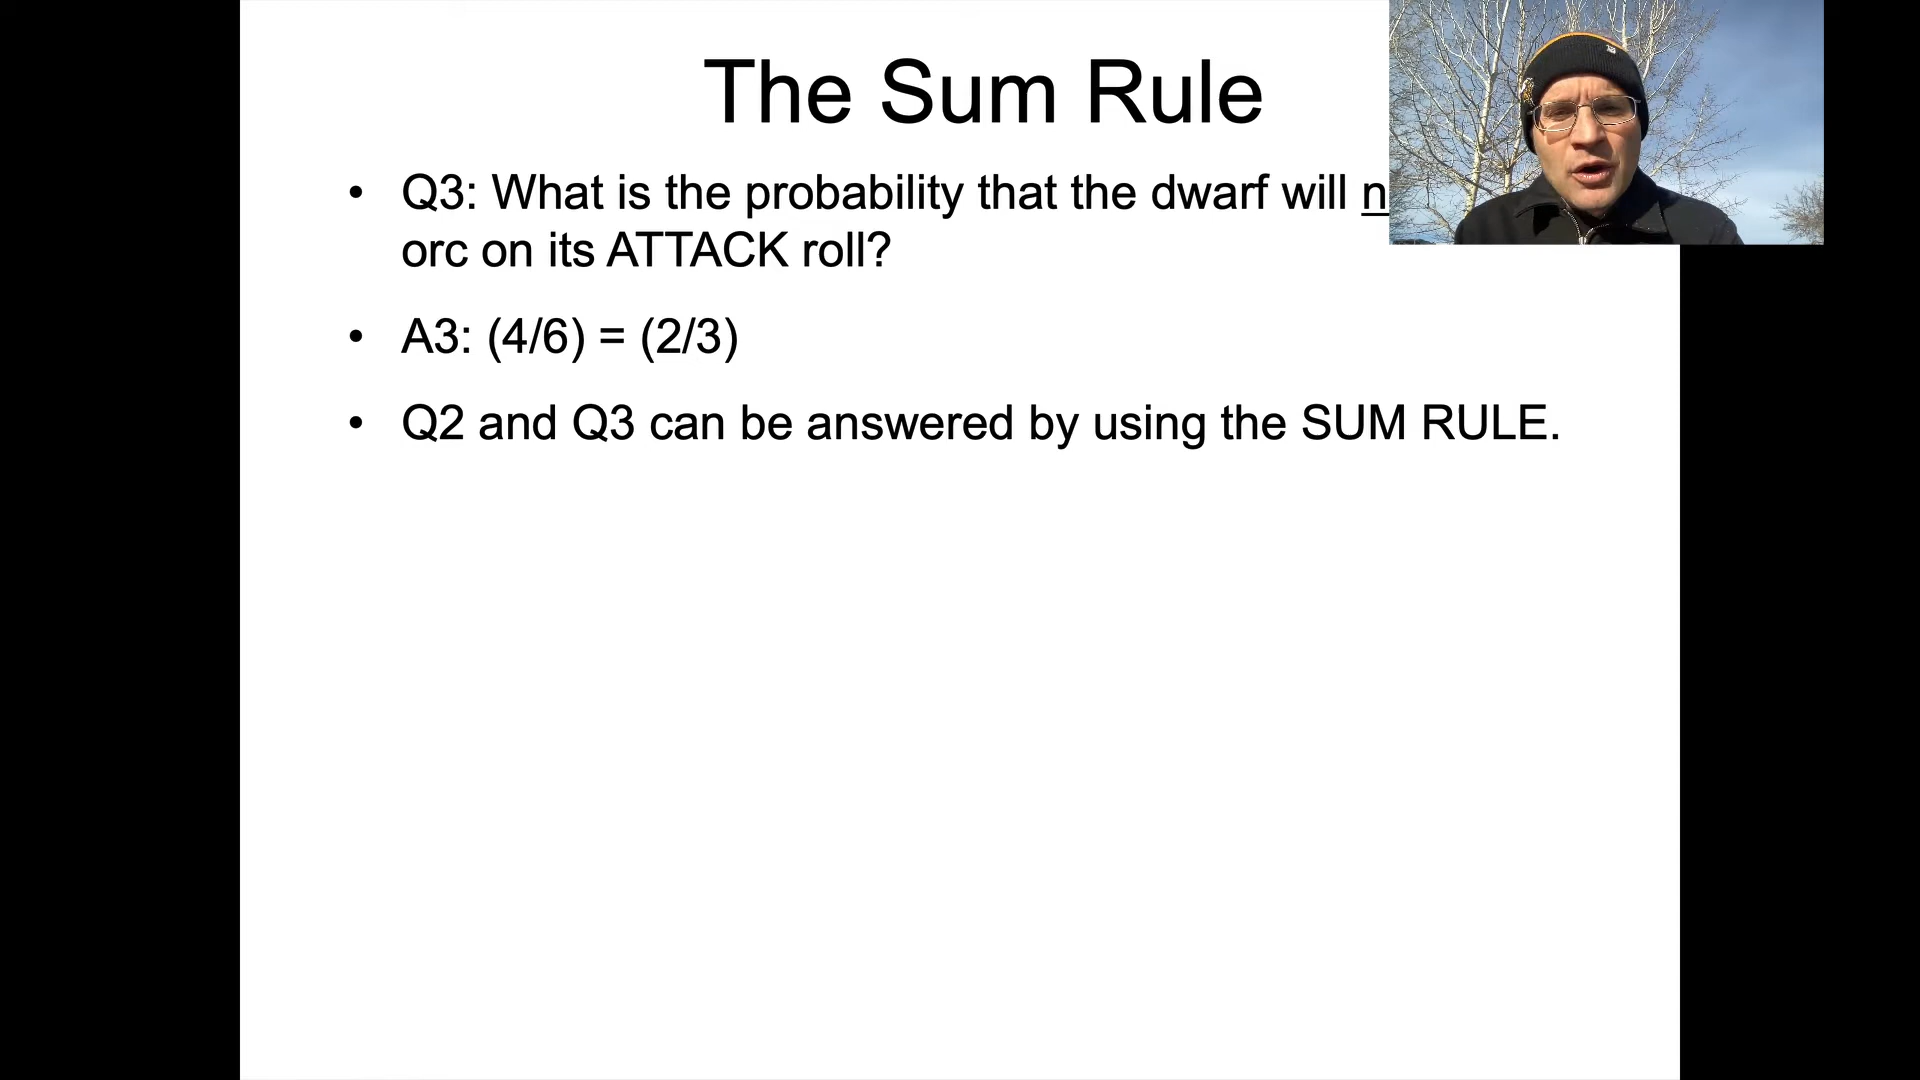 The Sum Rule
• Q3: What is the probability that the dwarf will
orc on its ATTACK roll?
• A3: (4/6) = (2/3)
• Q2 and Q3 can be answered by using the SUM RULE.